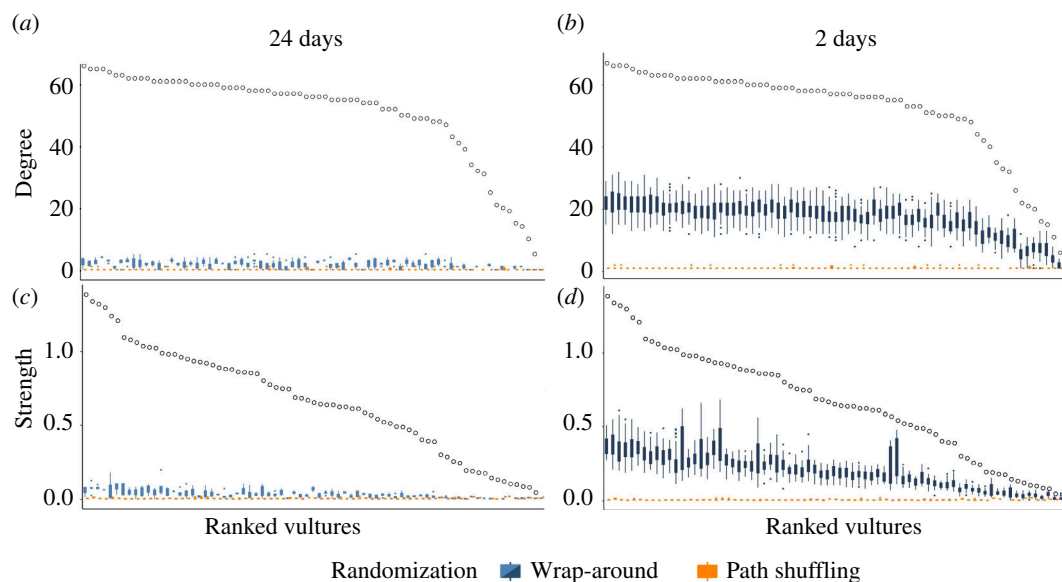 (a) 24 days (b) 2 days
60
40
20
0
Degree
60
40
20
0
(c) (d)
1.0
0.5
0.0
Strength
1.0
0.5
0.0
Ranked vultures Ranked vultures
Randomization Wrap-around Path shuffling